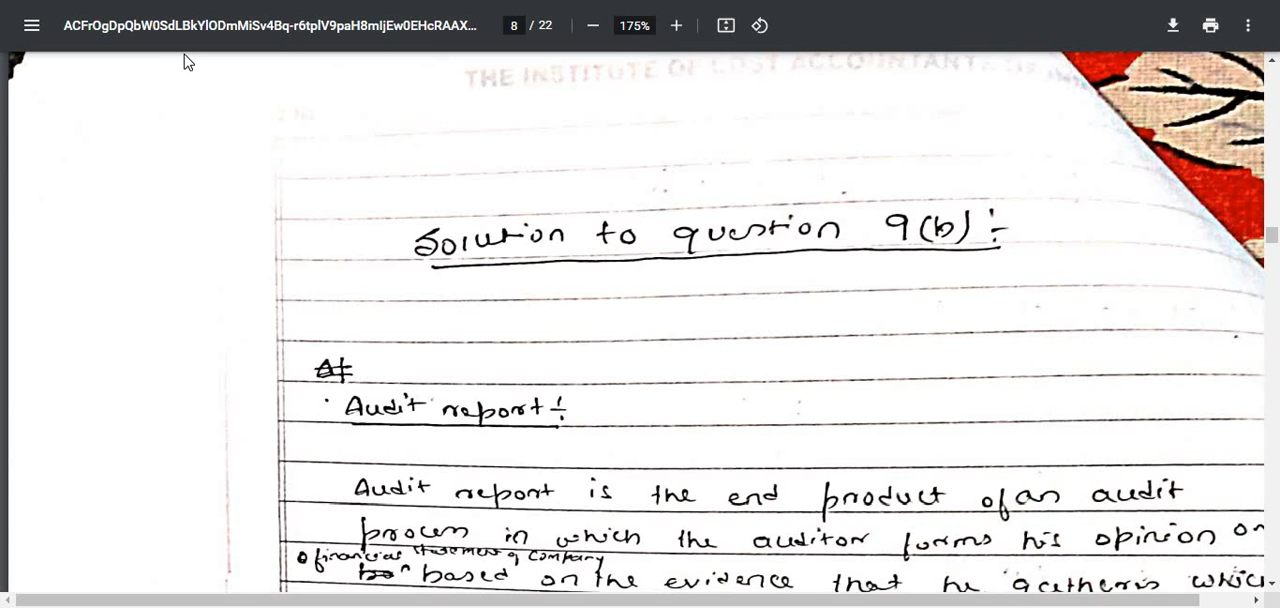 ACFrOgDpQbW0SdLBkYlODmMiSv4Bq-r6tplV9paH8mIjEw0EHcRAAX... 8 / 22 175%
THE INSTITUTE OF COST ACCOUNTANTS OF
Solution to question 9(b) :-
Audit report :-
Audit report is the end product of an audit
process in which the auditor forms his opinion on
financial statement of company
based on the evidence that he gathers which